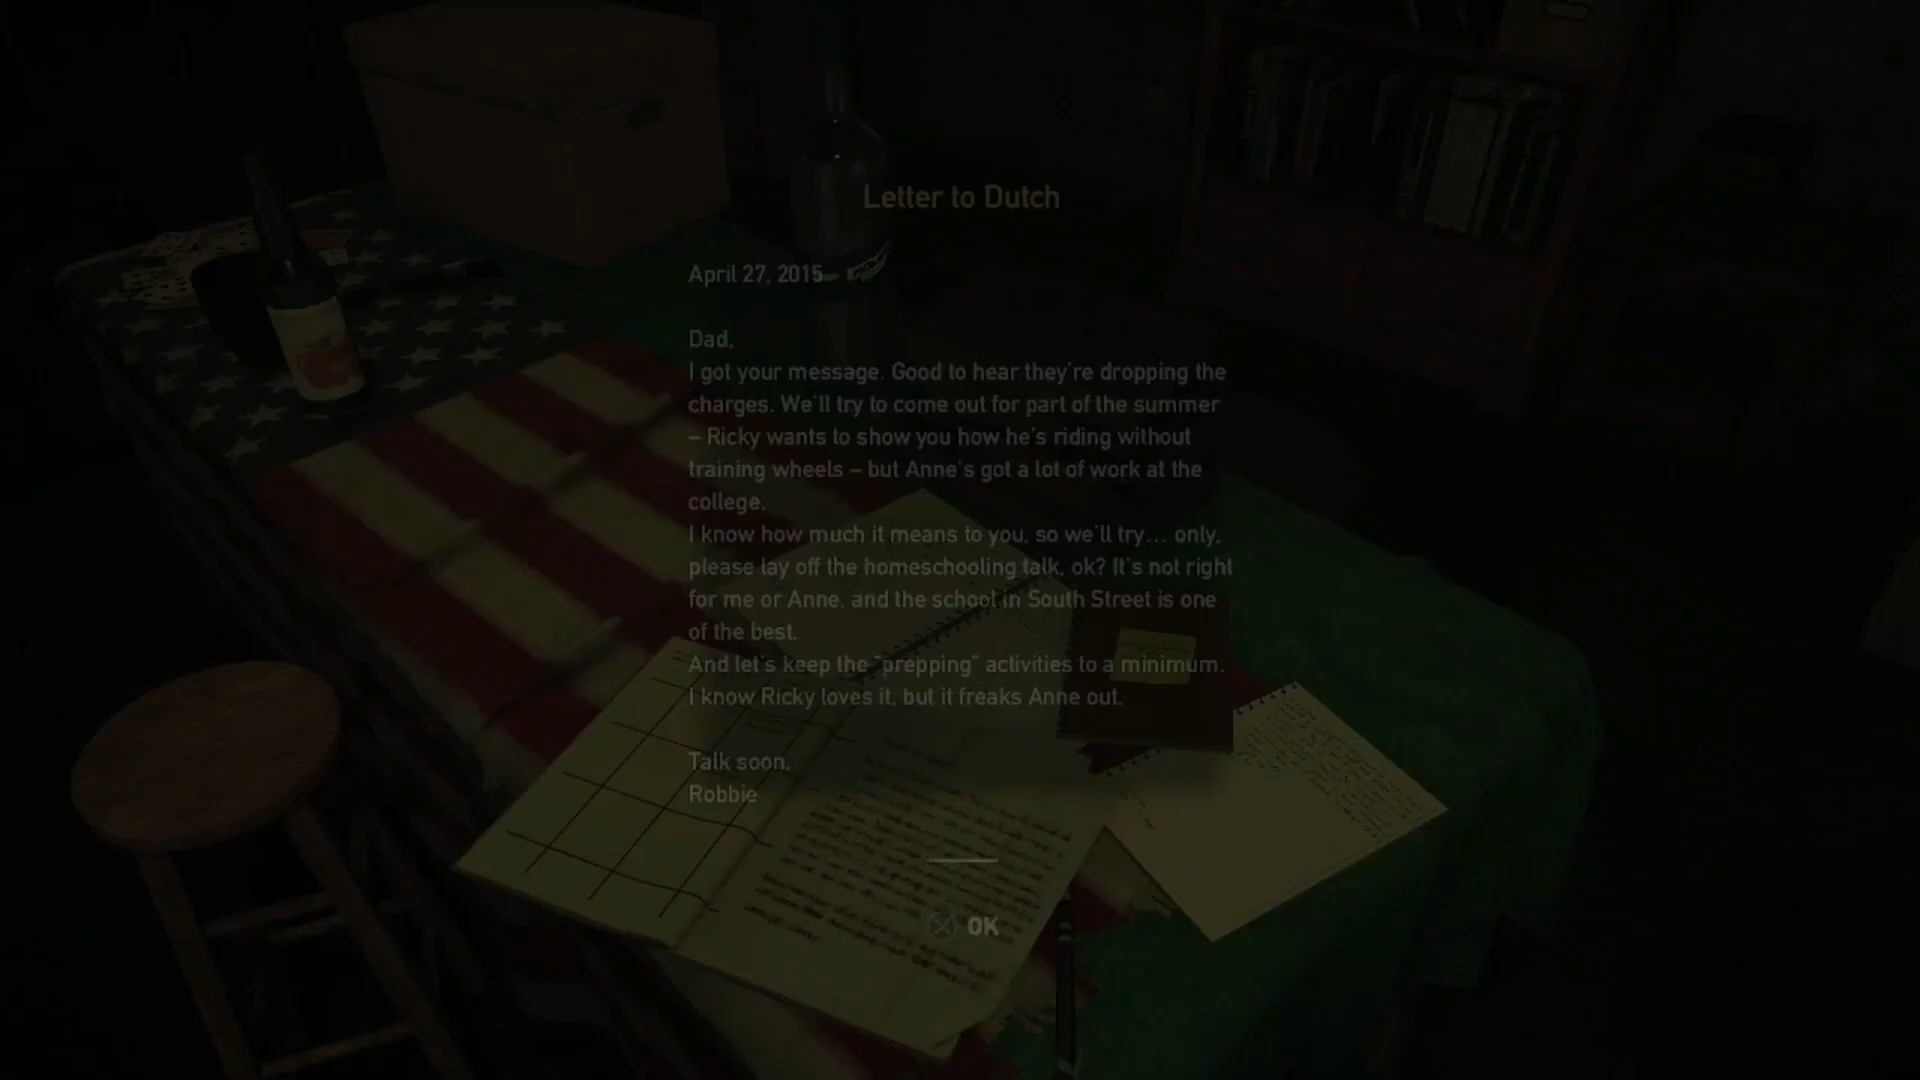 Letter to Dutch
April 27, 2015
Dad,
I got your message. Good to hear they're dropping the
charges. We'll try to come out for part of the summer
– Ricky wants to show you how he's riding without
training wheels – but Anne's got a lot of work at the
college.
I know how much it means to you, so we'll try... only,
please lay off the homeschooling talk, ok? It's not right
for me or Anne, and the school in South Street is one
of the best.
And let's keep the "prepping" activities to a minimum.
I know Ricky loves it, but it freaks Anne out.
Talk soon,
Robbie
OK